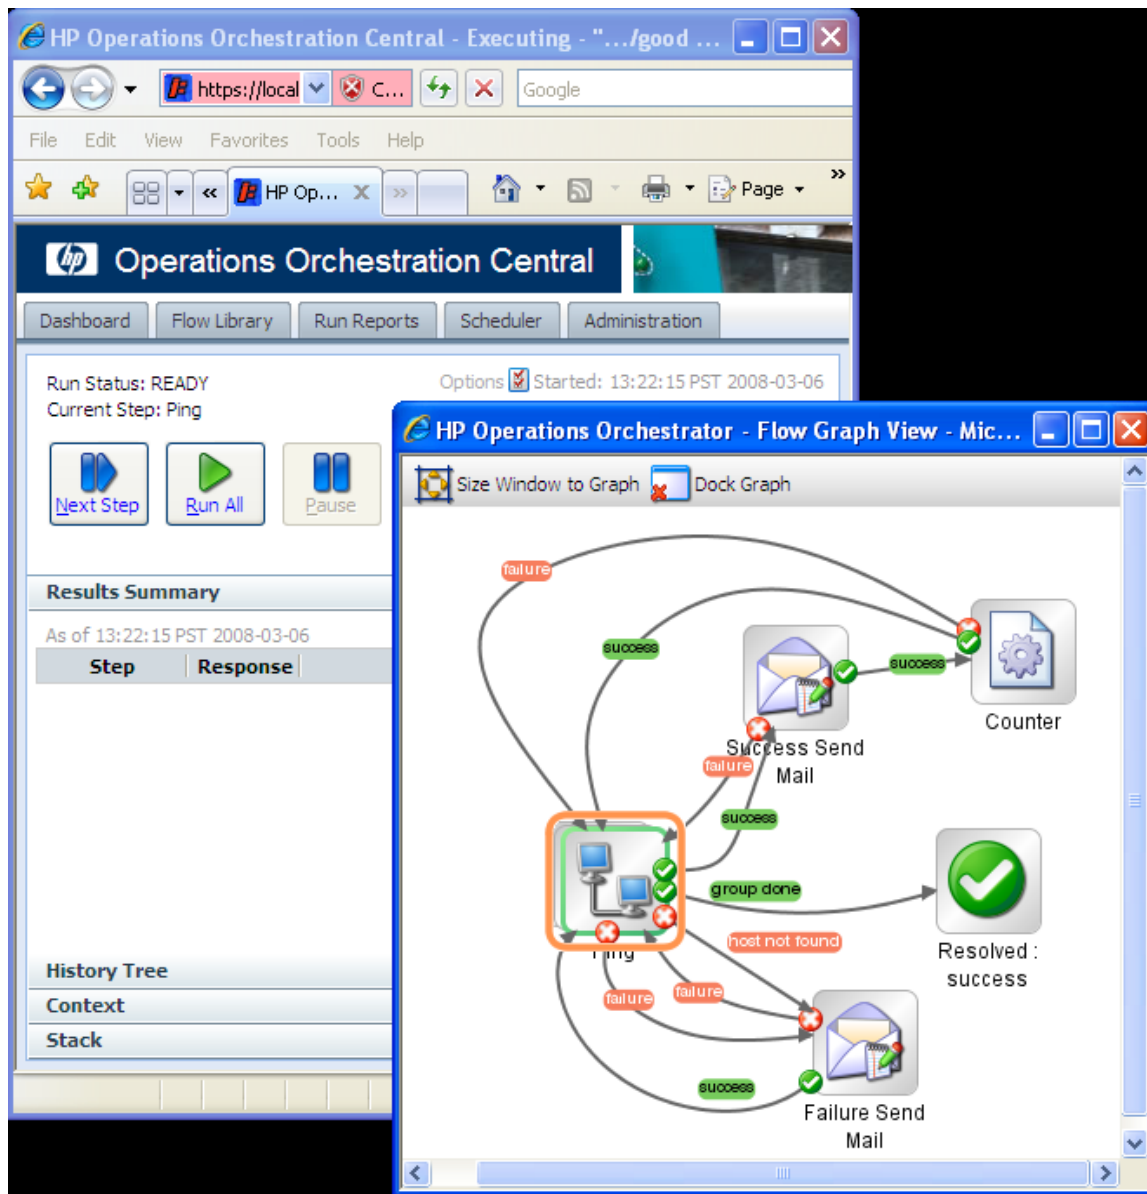 HP Operations Orchestration Central - Executing - ".../good ...
https://local
C...
Google
File Edit View Favorites Tools Help
HP Op...
Page
hp Operations Orchestration Central
Dashboard Flow Library Run Reports Scheduler Administration
Run Status: READY
Options Started: 13:22:15 PST 2008-03-06
Current Step: Ping
Next Step Run All Pause
Results Summary
As of 13:22:15 PST 2008-03-06
Step Response
History Tree
Context
Stack
HP Operations Orchestrator - Flow Graph View - Mic...
Size Window to Graph Dock Graph
failure
success
success
Counter
Success Send
Mail
failure
success
group done
host not found
Resolved :
success
Ping
failure
failure
success
Failure Send
Mail